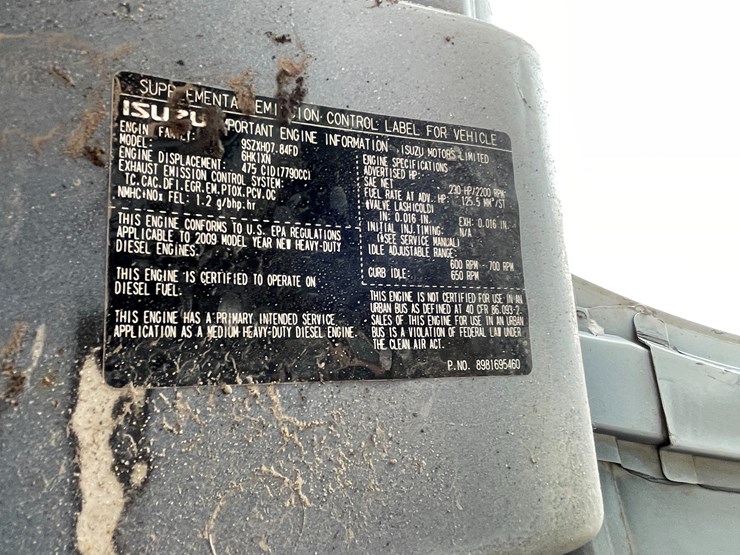 SUPPLEMENTAL EMISSION CONTROL LABEL FOR VEHICLE
ISUZU IMPORTANT ENGINE INFORMATION ISUZU MOTORS LIMITED
ENGINE FAMILY: 9SZXH07.84FD
MODEL: 6HK1XN
ENGINE DISPLACEMENT: 475 CID(7790CC)
EXHAUST EMISSION CONTROL SYSTEM:
TC.CAC.DFI.EGR.EM.PTOX.PCV.OC
NMHC+NOx FEL: 1.2 g/bhp.hr
THIS ENGINE CONFORMS TO U.S. EPA REGULATIONS
APPLICABLE TO 2009 MODEL YEAR NEW HEAVY-DUTY
DIESEL ENGINES.
THIS ENGINE IS CERTIFIED TO OPERATE ON
DIESEL FUEL.
THIS ENGINE HAS A PRIMARY INTENDED SERVICE
APPLICATION AS A MEDIUM HEAVY-DUTY DIESEL ENGINE.
ENGINE SPECIFICATIONS
ADVERTISED HP:
SAE NET 230 HP/2200 RPM
FUEL RATE AT ADV. HP: 125.5 MM³/ST
VALVE LASH(COLD)
IN: 0.016 IN. EXH: 0.016 IN.
INITIAL INJ.TIMING: N/A
(SEE SERVICE MANUAL)
IDLE ADJUSTABLE RANGE:
600 RPM - 700 RPM
CURB IDLE: 650 RPM
THIS ENGINE IS NOT CERTIFIED FOR USE IN AN
URBAN BUS AS DEFINED AT 40 CFR 86.093-2.
SALES OF THIS ENGINE FOR USE IN AN URBAN
BUS IS A VIOLATION OF FEDERAL LAW UNDER
THE CLEAN AIR ACT.
P.NO. 8981695460